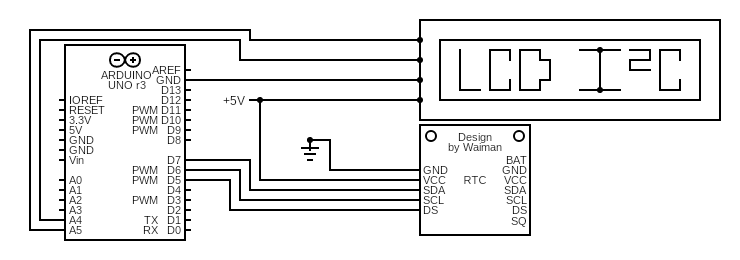 LCD I2C
ARDUINO
UNO r3
AREF
GND
D13
IOREF D12
RESET PWM D11
3.3V PWM D10
5V PWM D9
GND D8
GND
Vin D7
PWM D6
A0 PWM D5
A1 D4
A2 PWM D3
A3 D2
A4 TX D1
A5 RX D0
+5V
Design
by Waiman
BAT
GND GND
VCC RTC VCC
SDA SDA
SCL SCL
DS DS
SQ